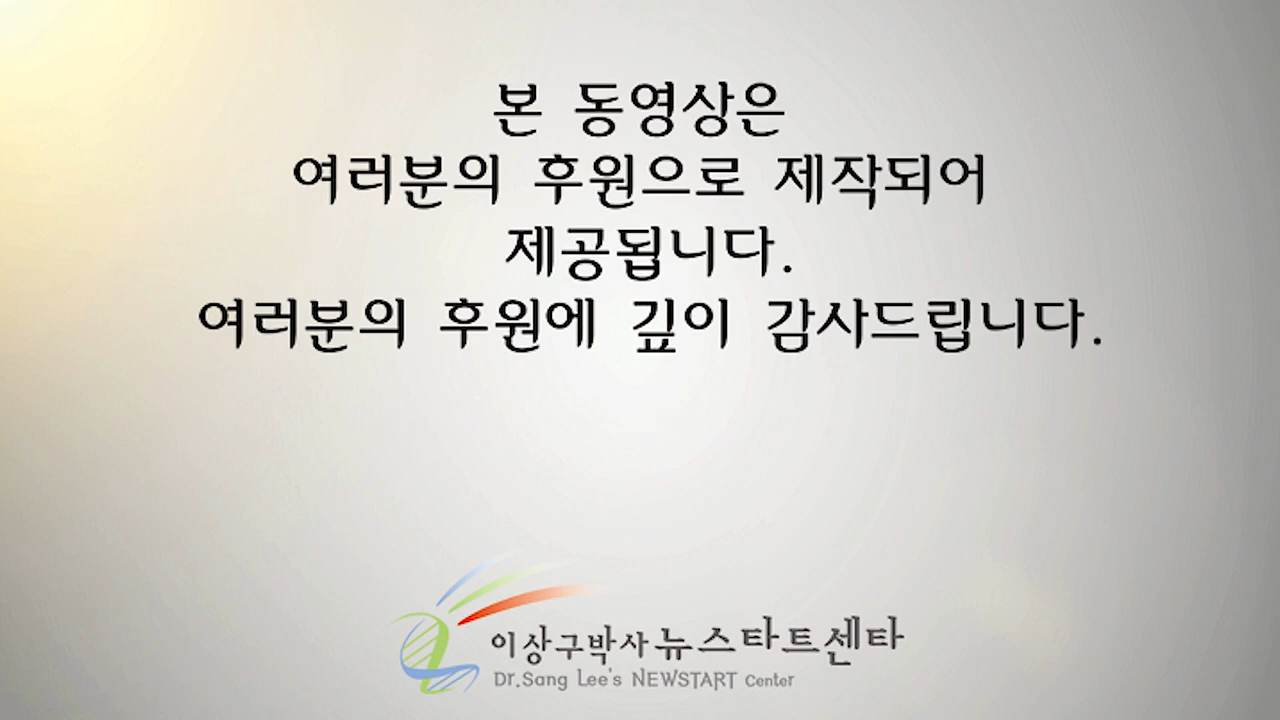 본 동영상은
여러분의 후원으로 제작되어
제공됩니다.
여러분의 후원에 깊이 감사드립니다.
이상구박사 뉴스타트센타
Dr.Sang Lee's NEWSTART Center